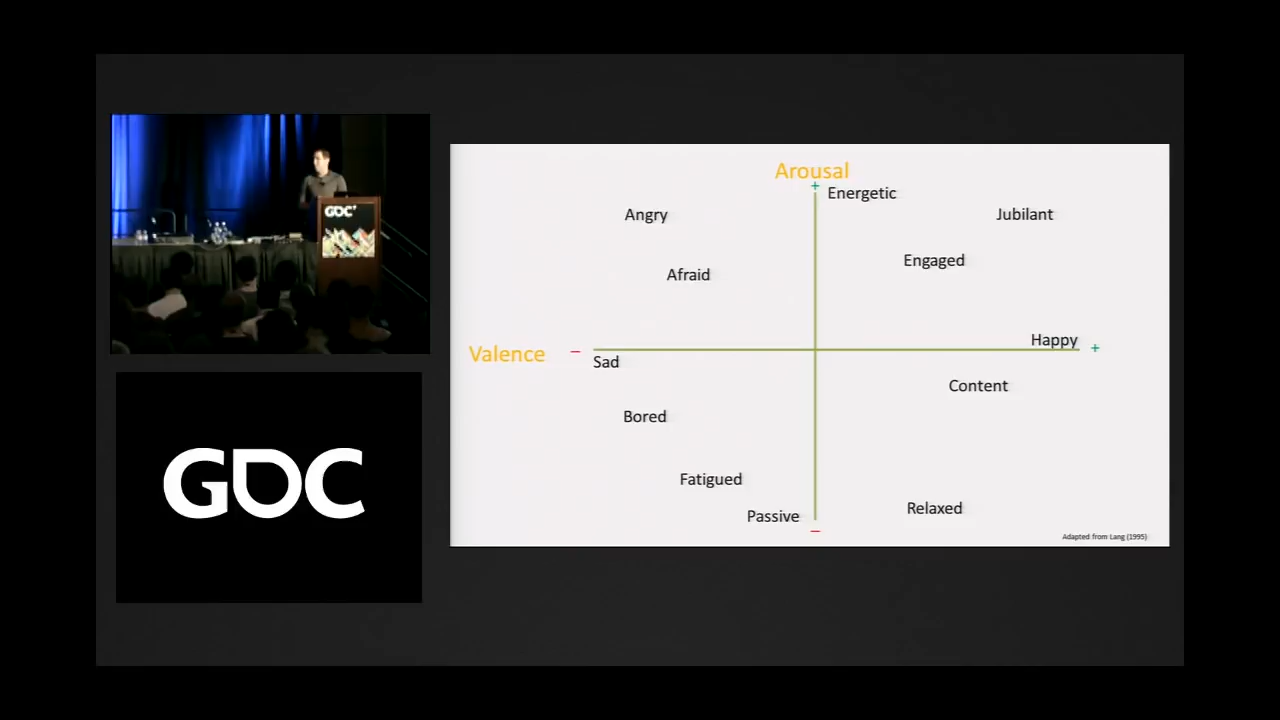 GDC
GDC
Arousal
+
Energetic
Angry
Jubilant
Engaged
Afraid
Happy
+
Valence
−
Sad
Content
Bored
Fatigued
Relaxed
Passive
−
Adapted from Lang (1995)